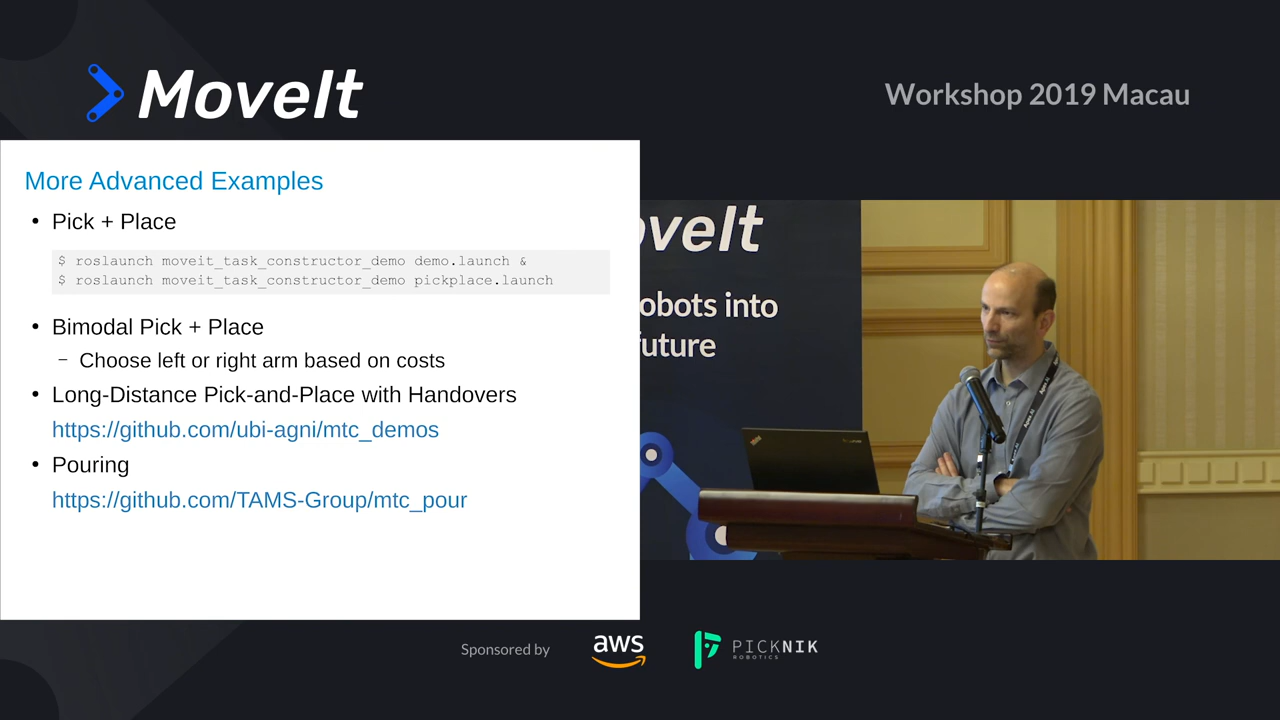 MoveIt
Workshop 2019 Macau
More Advanced Examples
• Pick + Place
$ roslaunch moveit_task_constructor_demo demo.launch &
$ roslaunch moveit_task_constructor_demo pickplace.launch
• Bimodal Pick + Place
– Choose left or right arm based on costs
• Long-Distance Pick-and-Place with Handovers
https://github.com/ubi-agni/mtc_demos
• Pouring
https://github.com/TAMS-Group/mtc_pour
oveIt
obots into
uture
Sponsored by
aws
PICKNIK
ROBOTICS